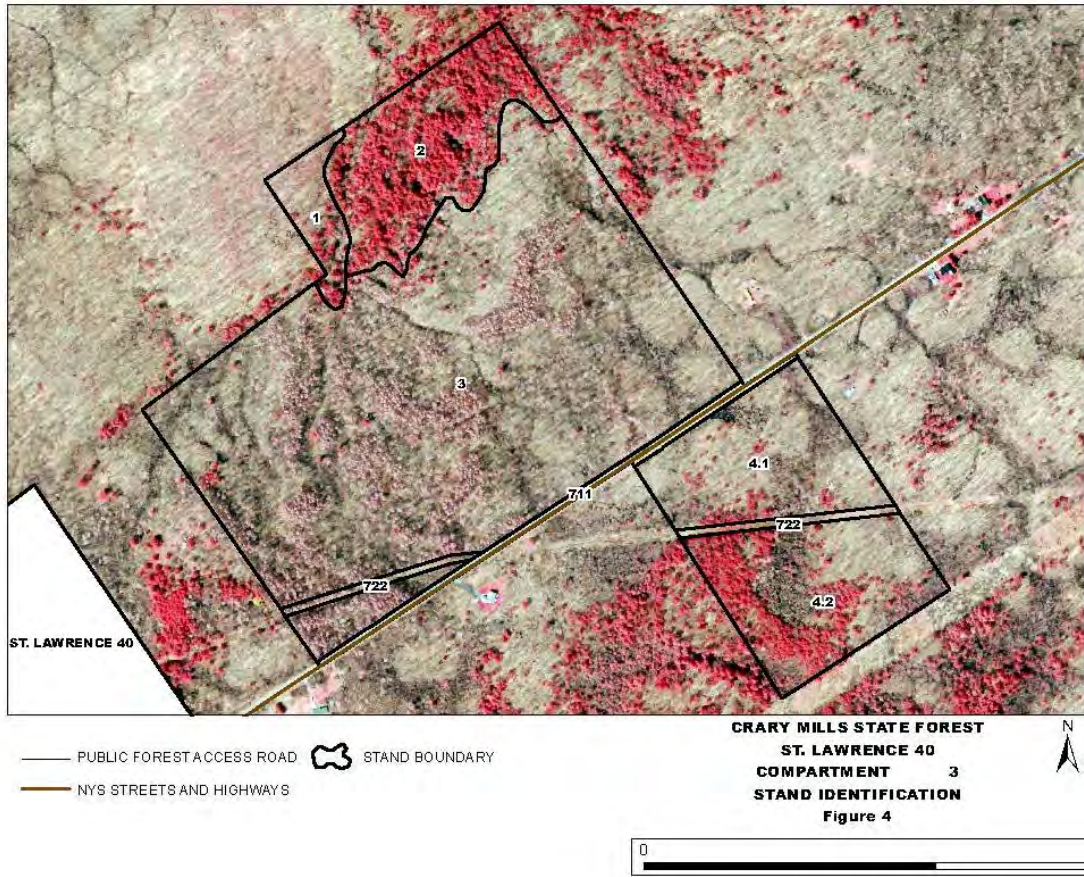 2
1
3
4.1
711
722
722
4.2
ST. LAWRENCE 40
PUBLIC FOREST ACCESS ROAD
STAND BOUNDARY
NYS STREETS AND HIGHWAYS
CRARY MILLS STATE FOREST
ST. LAWRENCE 40
COMPARTMENT 3
STAND IDENTIFICATION
Figure 4
N
0